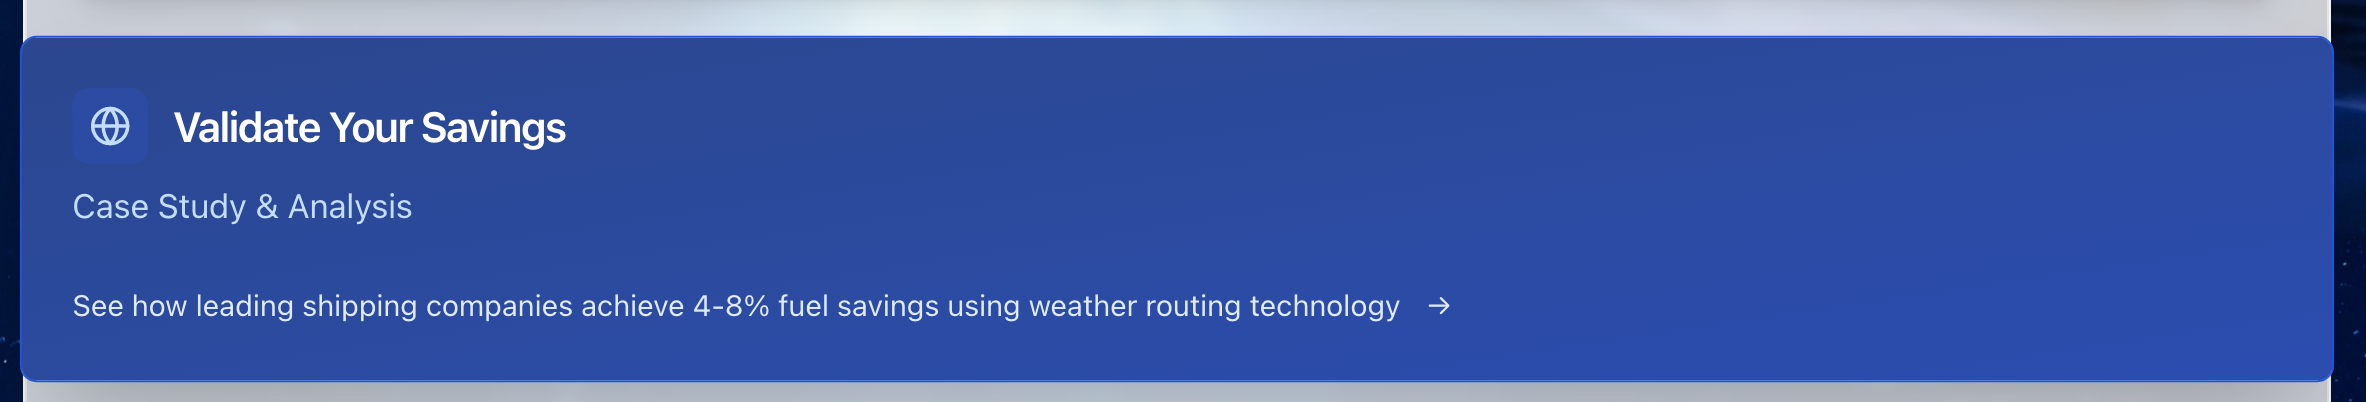 Validate Your Savings
Case Study & Analysis
See how leading shipping companies achieve 4-8% fuel savings using weather routing technology →